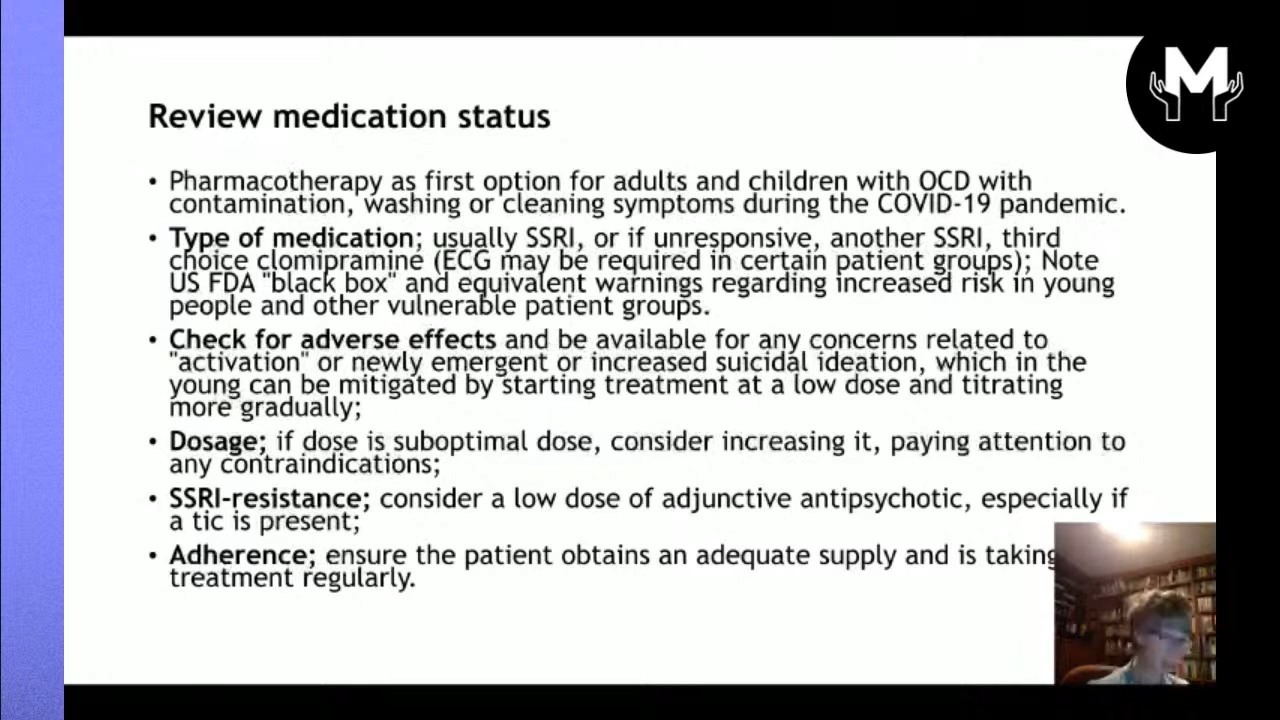 M
Review medication status
• Pharmacotherapy as first option for adults and children with OCD with
contamination, washing or cleaning symptoms during the COVID-19 pandemic.
• Type of medication; usually SSRI, or if unresponsive, another SSRI, third
choice clomipramine (ECG may be required in certain patient groups); Note
US FDA "black box" and equivalent warnings regarding increased risk in young
people and other vulnerable patient groups.
• Check for adverse effects and be available for any concerns related to
"activation" or newly emergent or increased suicidal ideation, which in the
young can be mitigated by starting treatment at a low dose and titrating
more gradually;
• Dosage; if dose is suboptimal dose, consider increasing it, paying attention to
any contraindications;
• SSRI-resistance; consider a low dose of adjunctive antipsychotic, especially if
a tic is present;
• Adherence; ensure the patient obtains an adequate supply and is taking
treatment regularly.